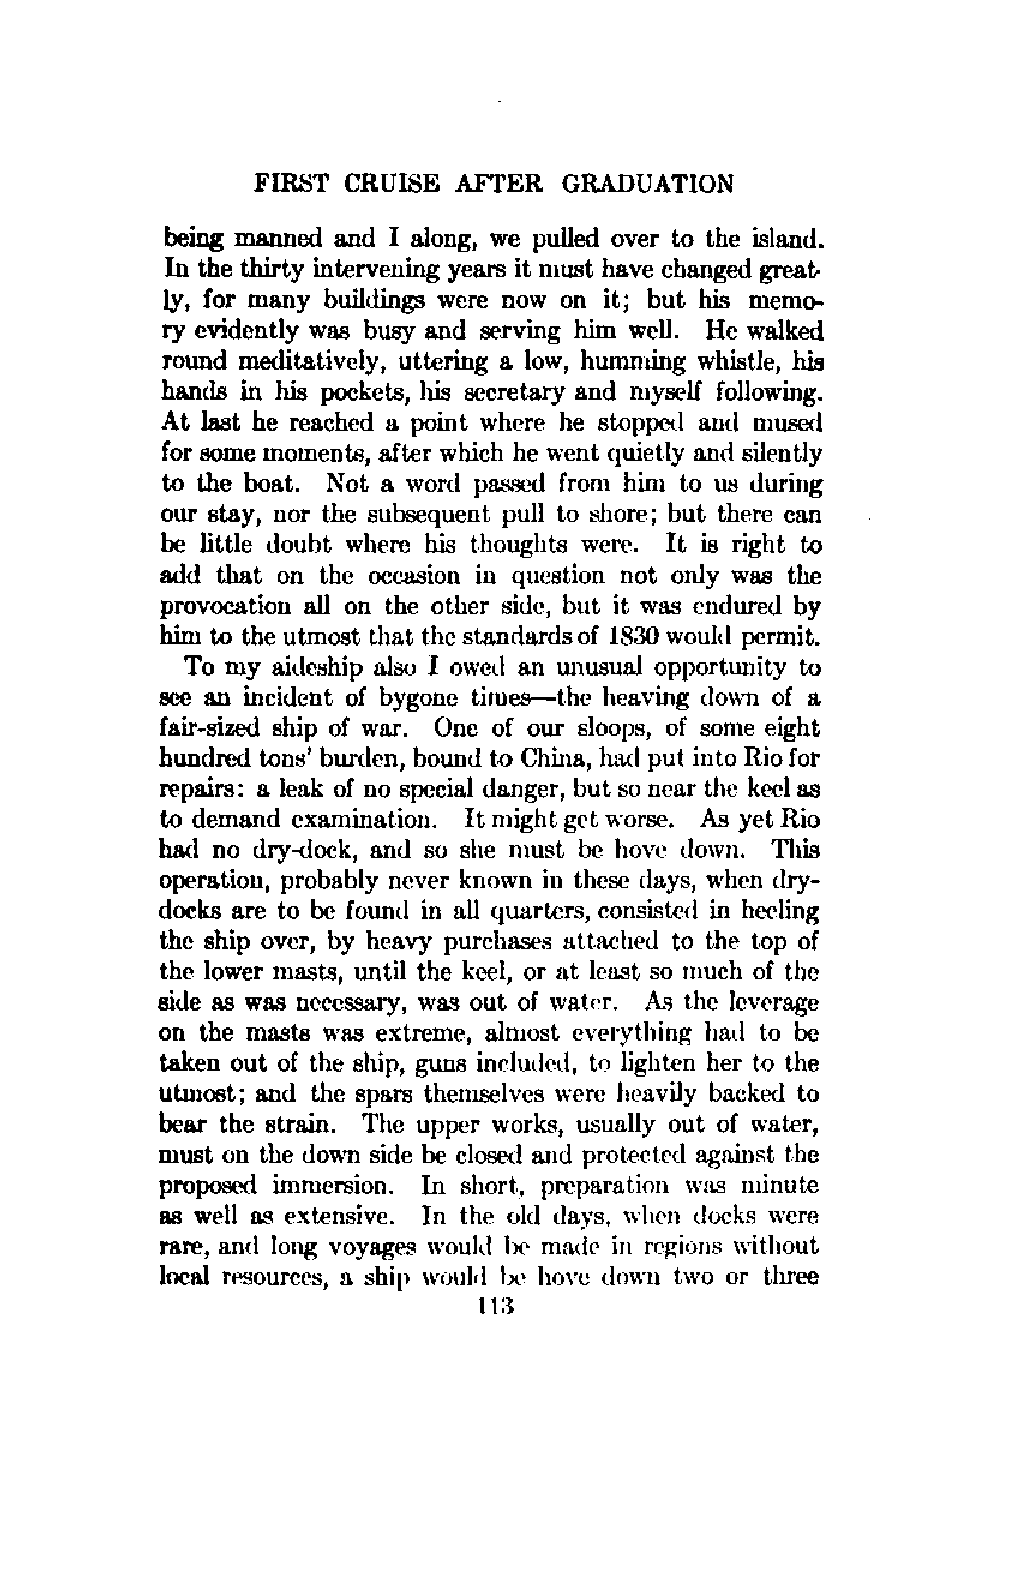 FIRST CRUISE AFTER GRADUATION
being manned and I along, we pulled over to the island.
In the thirty intervening years it must have changed great-
ly, for many buildings were now on it; but his memo-
ry evidently was busy and serving him well. He walked
round meditatively, uttering a low, humming whistle, his
hands in his pockets, his secretary and myself following.
At last he reached a point where he stopped and mused
for some moments, after which he went quietly and silently
to the boat. Not a word passed from him to us during
our stay, nor the subsequent pull to shore; but there can
be little doubt where his thoughts were. It is right to
add that on the occasion in question not only was the
provocation all on the other side, but it was endured by
him to the utmost that the standards of 1830 would permit.
To my aideship also I owed an unusual opportunity to
see an incident of bygone times—the heaving down of a
fair-sized ship of war. One of our sloops, of some eight
hundred tons' burden, bound to China, had put into Rio for
repairs: a leak of no special danger, but so near the keel as
to demand examination. It might get worse. As yet Rio
had no dry-dock, and so she must be hove down. This
operation, probably never known in these days, when dry-
docks are to be found in all quarters, consisted in heeling
the ship over, by heavy purchases attached to the top of
the lower masts, until the keel, or at least so much of the
side as was necessary, was out of water. As the leverage
on the masts was extreme, almost everything had to be
taken out of the ship, guns included, to lighten her to the
utmost; and the spars themselves were heavily backed to
bear the strain. The upper works, usually out of water,
must on the down side be closed and protected against the
proposed immersion. In short, preparation was minute
as well as extensive. In the old days, when docks were
rare, and long voyages would be made in regions without
local resources, a ship would be hove down two or three
113